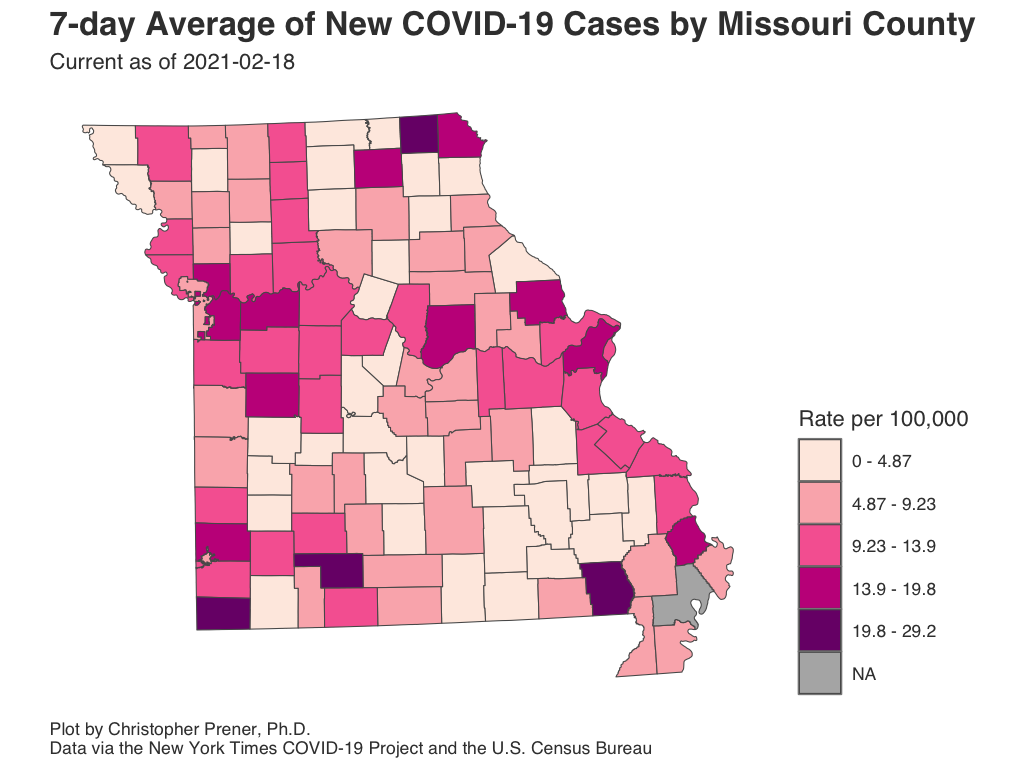 7-day Average of New COVID-19 Cases by Missouri County
Current as of 2021-02-18
Rate per 100,000
0 - 4.87
4.87 - 9.23
9.23 - 13.9
13.9 - 19.8
19.8 - 29.2
NA
Plot by Christopher Prener, Ph.D.
Data via the New York Times COVID-19 Project and the U.S. Census Bureau